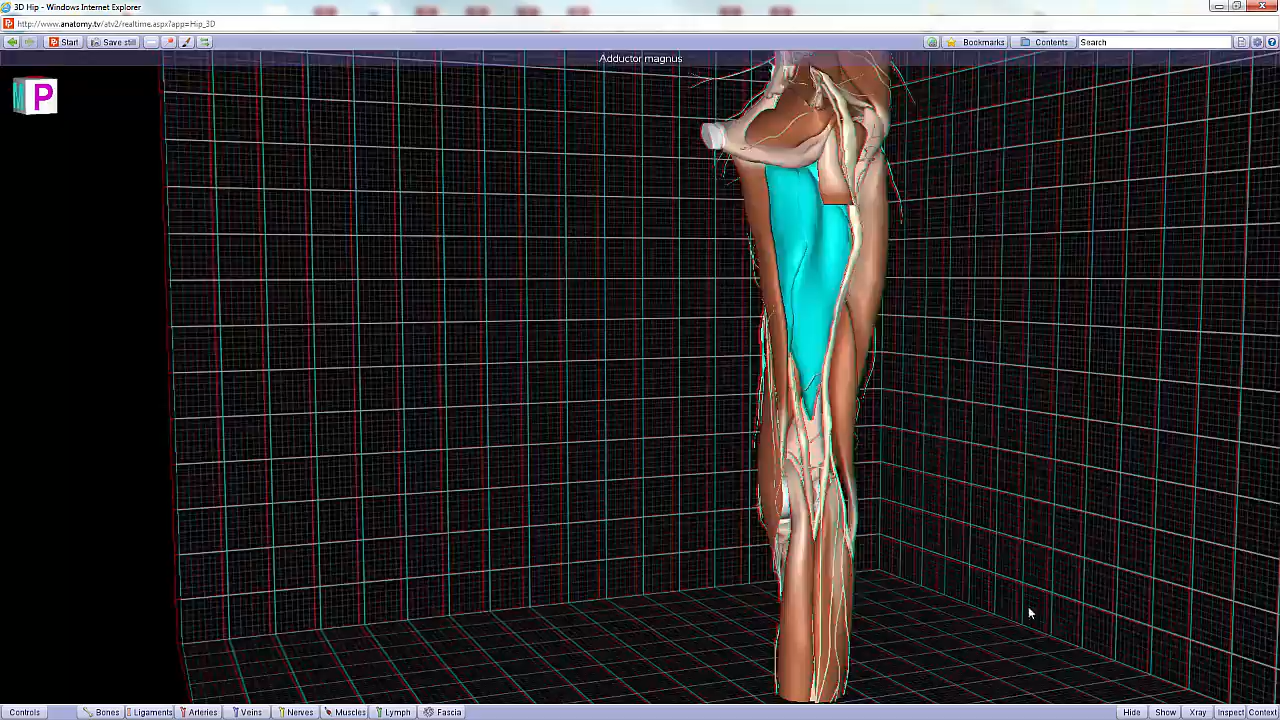 3D Hip - Windows Internet Explorer
http://www.anatomy.tv/atv2/realtime.aspx?app=Hip_3D
Start Save still Bookmarks Contents Search
Adductor magnus
P
Controls Bones Ligaments Arteries Veins Nerves Muscles Lymph Fascia Hide Show Xray Inspect Context